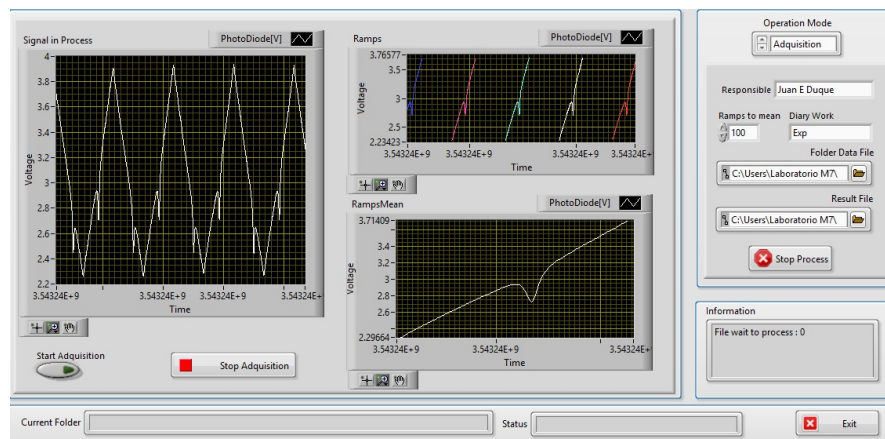 Signal in Process
PhotoDiode[V]
4
3.8
3.6
3.4
3.2
3
2.8
2.6
2.4
2.2
Voltage
3.54324E+9 3.54324E+9 3.54324E+9 3.54324E+
Time
Start Adquisition
Stop Adquisition
Ramps
PhotoDiode[V]
3.76577
3.5
3
2.5
2.23423
Voltage
3.54324E+9 3.54324E+9 3.54324E+9 3.54324E+9 3.54324E+
Time
RampsMean
PhotoDiode[V]
3.71409
3.4
3.2
3
2.8
2.6
2.29664
Voltage
3.54324E+9 3.54324E+9 3.54324E+
Time
Operation Mode
Adquisition
Responsible Juan E Duque
Ramps to mean Diary Work
100 Exp
Folder Data File
C:\Users\Laboratorio M7\
Result File
C:\Users\Laboratorio M7\
Stop Process
Information
File wait to process : 0
Current Folder
Status
Exit